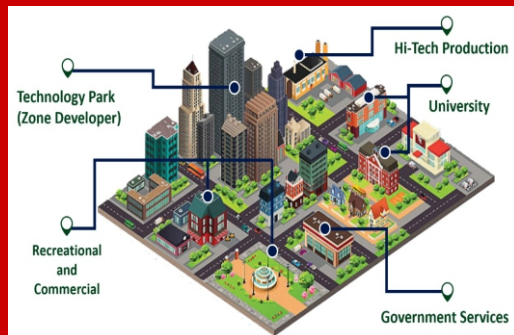 Hi-Tech Production
Technology Park
(Zone Developer)
University
Recreational
and
Commercial
Government Services